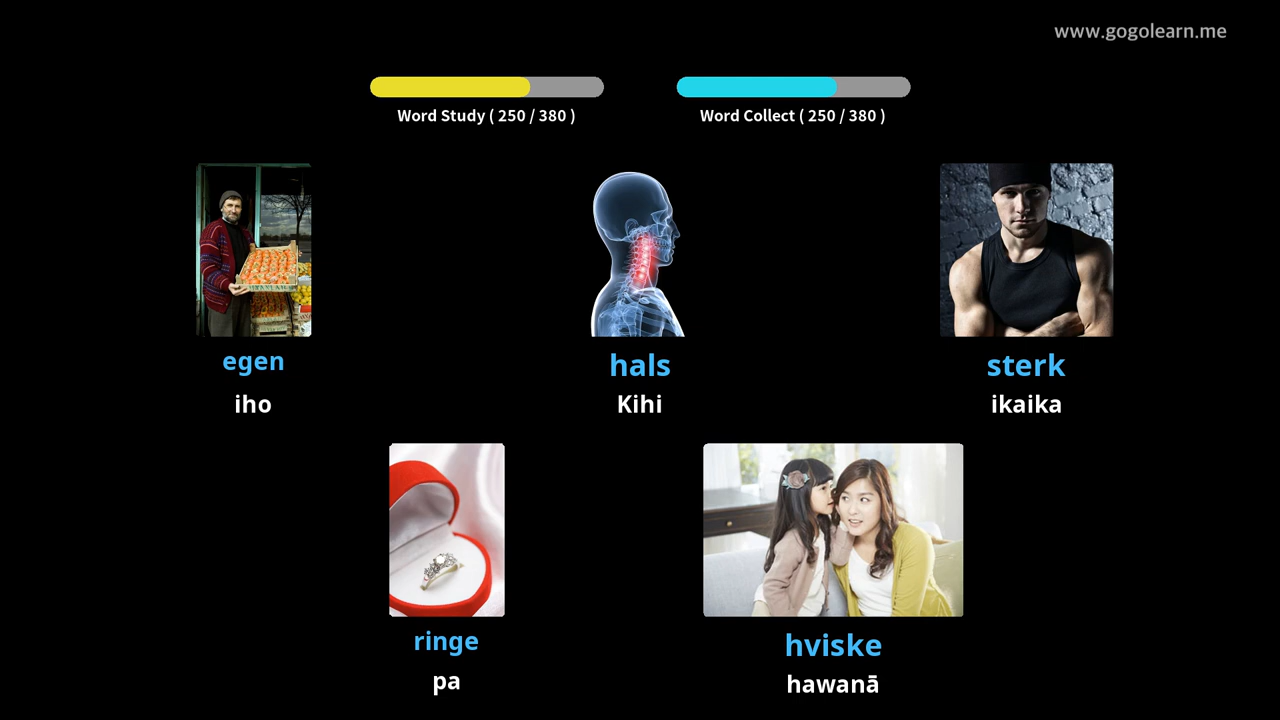 www.gogolearn.me
Word Study ( 250 / 380 )
Word Collect ( 250 / 380 )
egen
hals
sterk
iho
Kihi
ikaika
ringe
hviske
pa
hawanā